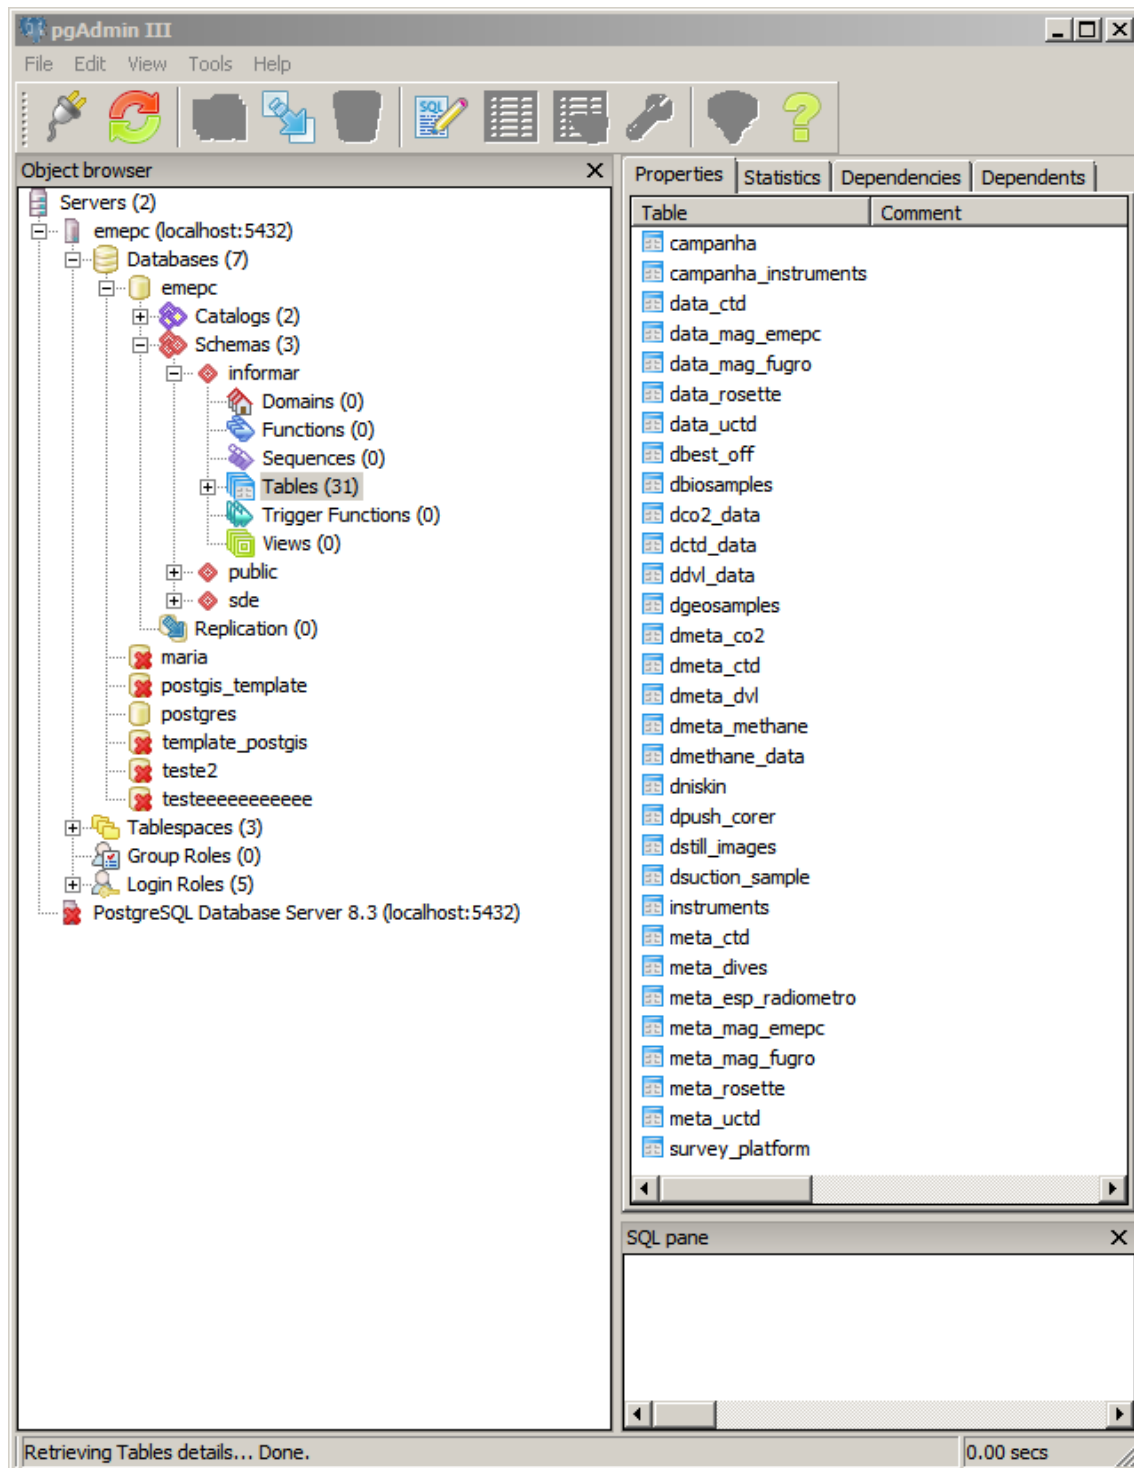 pgAdmin III
File Edit View Tools Help
SQL
Object browser
Servers (2)
emepc (localhost:5432)
Databases (7)
emepc
Catalogs (2)
Schemas (3)
informar
Domains (0)
Functions (0)
Sequences (0)
Tables (31)
Trigger Functions (0)
Views (0)
public
sde
Replication (0)
maria
postgis_template
postgres
template_postgis
teste2
testeeeeeeeeeee
Tablespaces (3)
Group Roles (0)
Login Roles (5)
PostgreSQL Database Server 8.3 (localhost:5432)
Properties Statistics Dependencies Dependents
Table Comment
campanha
campanha_instruments
data_ctd
data_mag_emepc
data_mag_fugro
data_rosette
data_uctd
dbest_off
dbiosamples
dco2_data
dctd_data
ddvl_data
dgeosamples
dmeta_co2
dmeta_ctd
dmeta_dvl
dmeta_methane
dmethane_data
dniskin
dpush_corer
dstill_images
dsuction_sample
instruments
meta_ctd
meta_dives
meta_esp_radiometro
meta_mag_emepc
meta_mag_fugro
meta_rosette
meta_uctd
survey_platform
SQL pane
Retrieving Tables details... Done.
0.00 secs